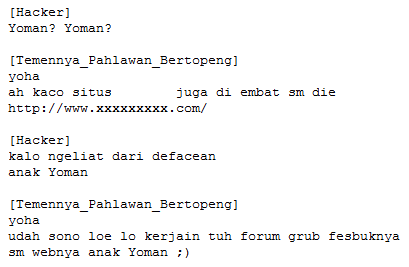 [Hacker]
Yoman? Yoman?
[Temennya_Pahlawan_Bertopeng]
yoha
ah kaco situs juga di embat sm die
http://www.xxxxxxxxx.com/
[Hacker]
kalo ngeliat dari defacean
anak Yoman
[Temennya_Pahlawan_Bertopeng]
yoha
udah sono loe lo kerjain tuh forum grub fesbuknya
sm webnya anak Yoman ;)